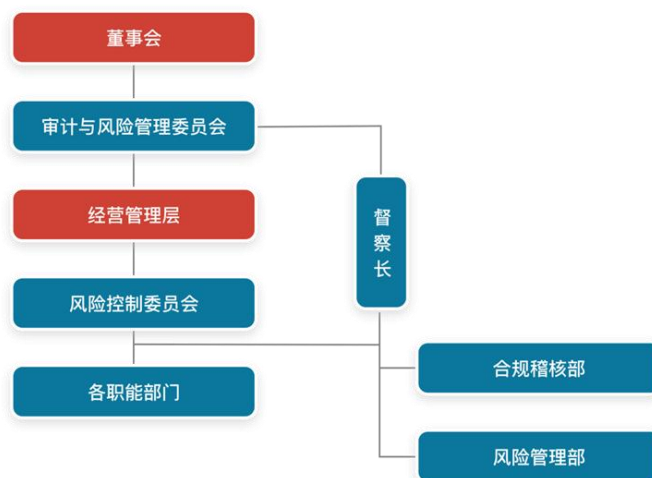 董事会
审计与风险管理委员会
经营管理层
督察长
风险控制委员会
合规稽核部
各职能部门
风险管理部